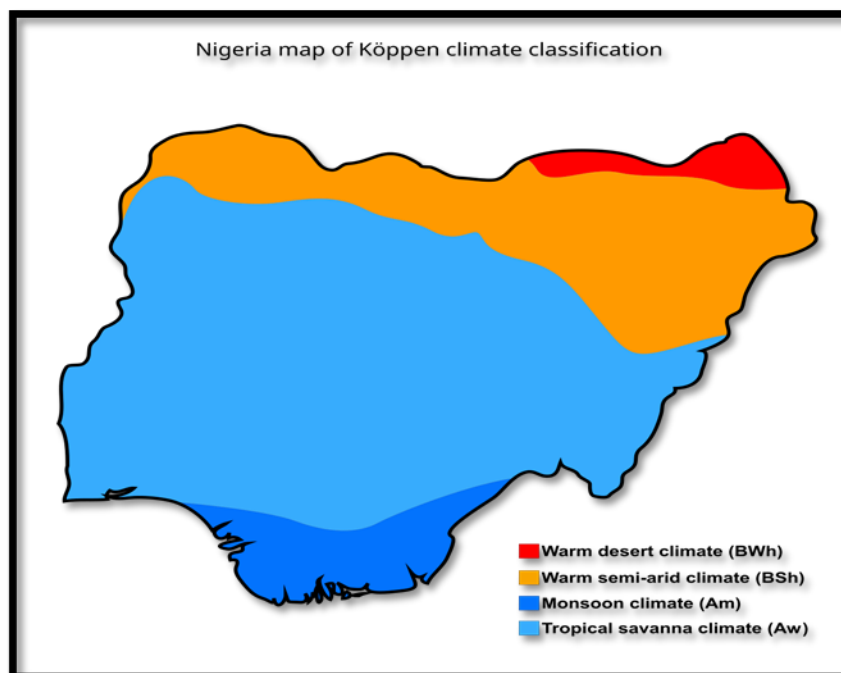 Nigeria map of Köppen climate classification
Warm desert climate (BWh)
Warm semi-arid climate (BSh)
Monsoon climate (Am)
Tropical savanna climate (Aw)